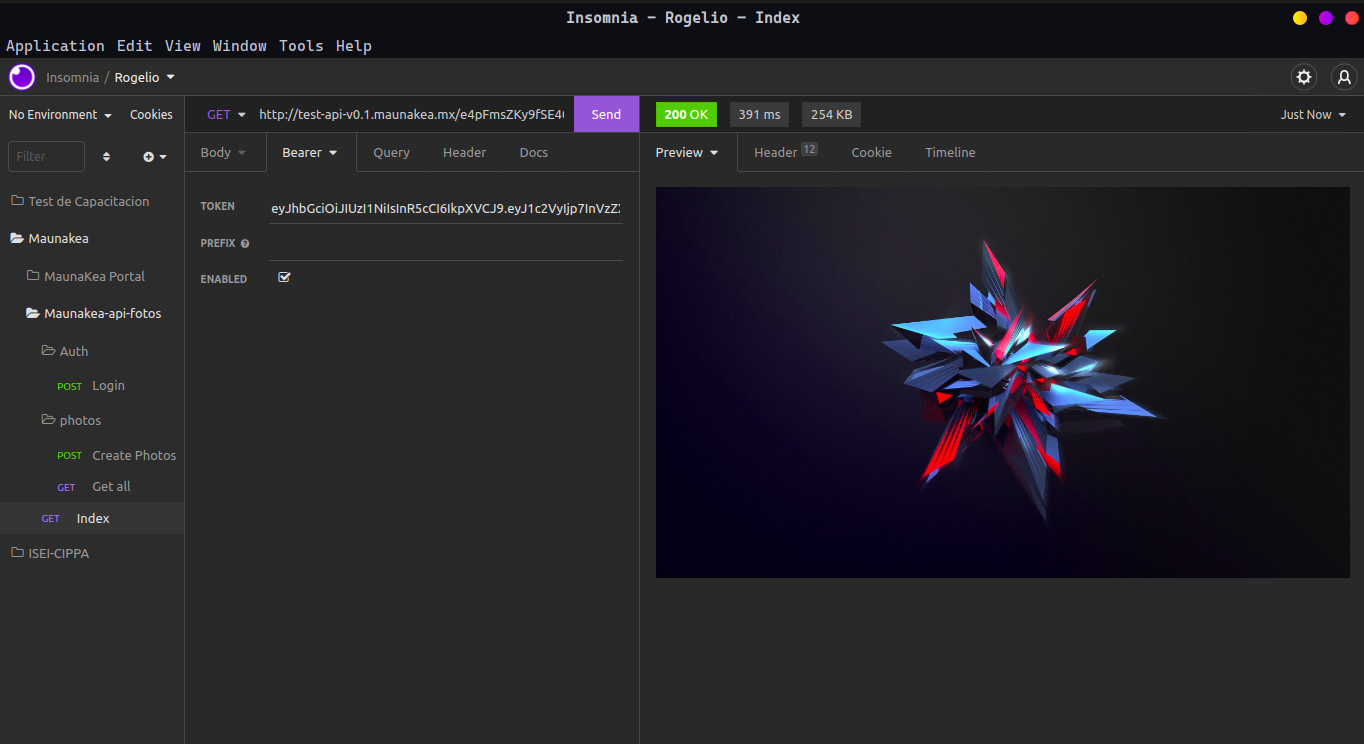 Insomnia – Rogelio – Index
Application Edit View Window Tools Help
Insomnia / Rogelio
No Environment Cookies
GET http://test-api-v0.1.maunakea.mx/e4pFmsZKy9fSE4 Send
200 OK 391 ms 254 KB Just Now
Filter
Body Bearer Query Header Docs
Preview Header 12 Cookie Timeline
Test de Capacitacion
Maunakea
MaunaKea Portal
Maunakea-api-fotos
Auth
POST Login
photos
POST Create Photos
GET Get all
GET Index
ISEI-CIPPA
TOKEN eyJhbGciOiJIUzI1NiIsInR5cCI6IkpXVCJ9.eyJ1c2VyIjp7InVzZ
PREFIX
ENABLED